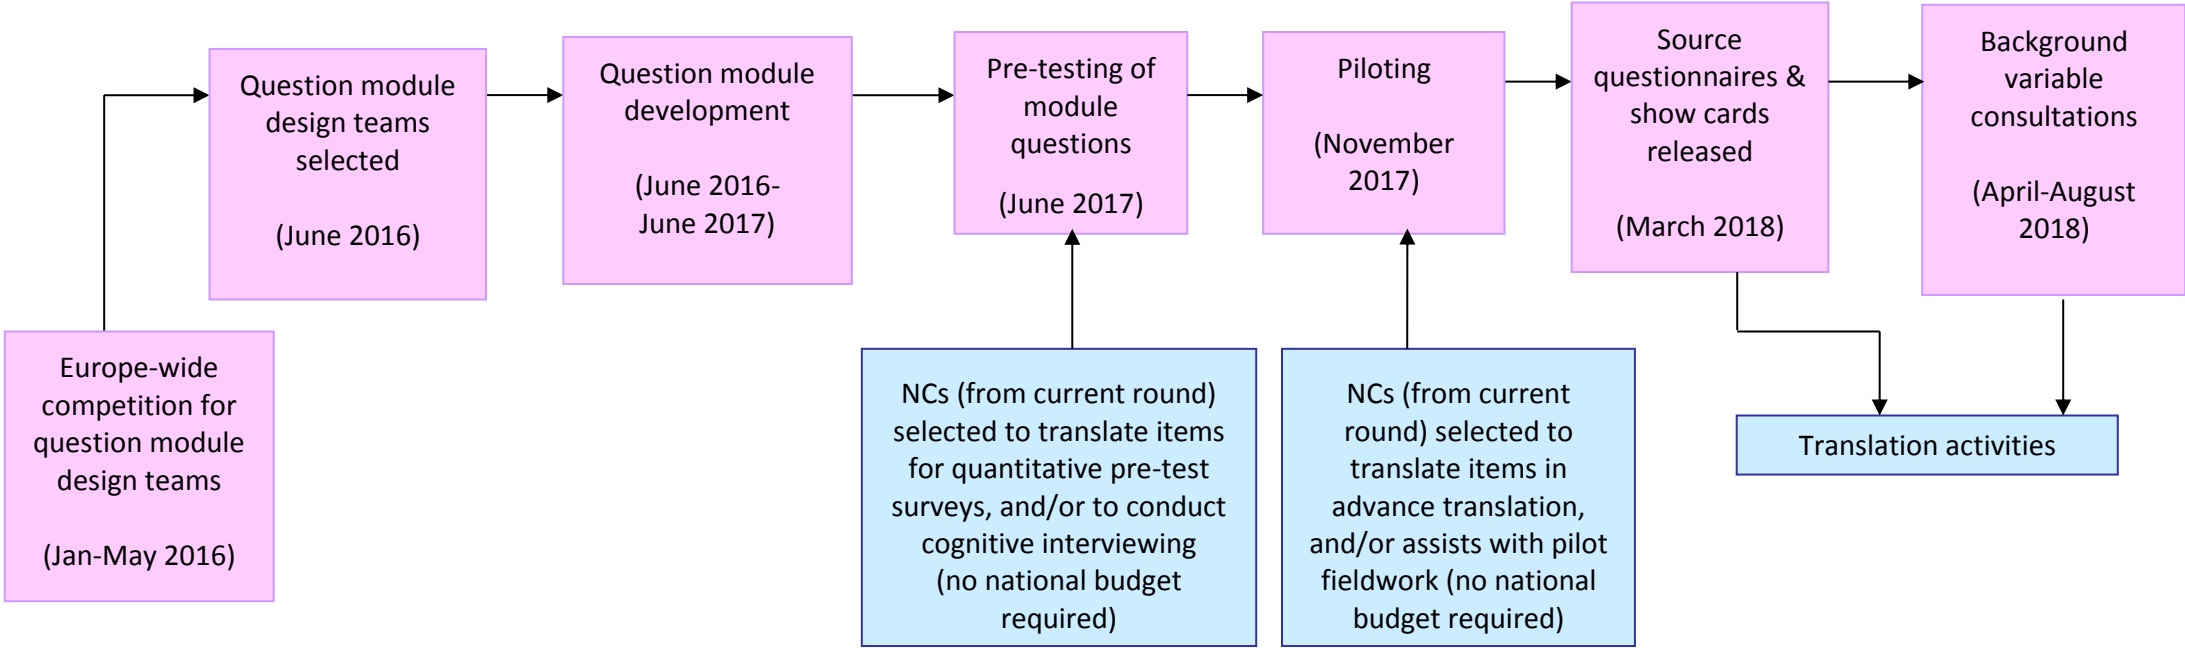 Europe-wide
competition for
question module
design teams
(Jan-May 2016)
Question module
design teams
selected
(June 2016)
Question module
development
(June 2016-
June 2017)
Pre-testing of
module
questions
(June 2017)
Piloting
(November
2017)
Source
questionnaires &
show cards
released
(March 2018)
Background
variable
consultations
(April-August
2018)
NCs (from current round)
selected to translate items
for quantitative pre-test
surveys, and/or to conduct
cognitive interviewing
(no national budget
required)
NCs (from current
round) selected to
translate items in
advance translation,
and/or assists with pilot
fieldwork (no national
budget required)
Translation activities